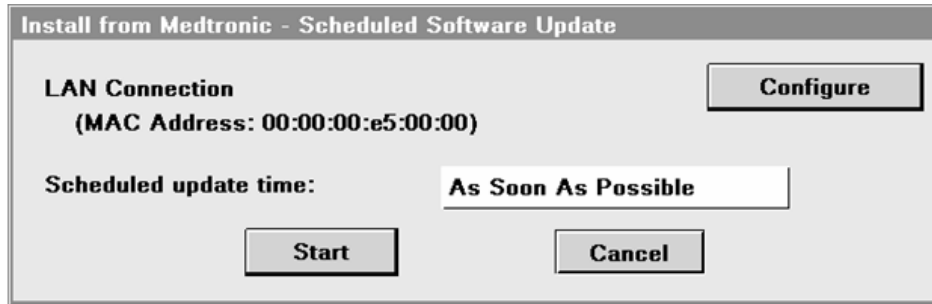 Install from Medtronic - Scheduled Software Update
LAN Connection
Configure
(MAC Address: 00:00:00:e5:00:00)
Scheduled update time:
As Soon As Possible
Start
Cancel